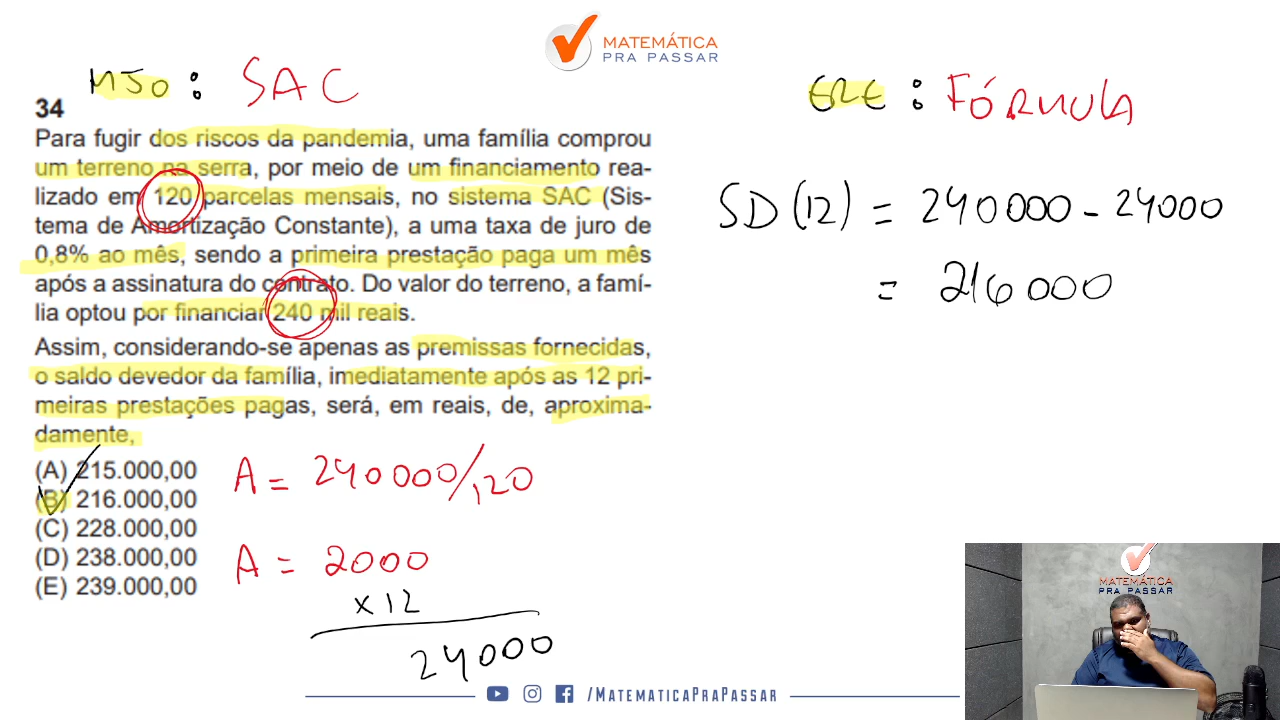 MATEMÁTICA
PRA PASSAR
: SAC
: FÓRMULA
34
Para fugir dos riscos da pandemia, uma família comprou
um terreno na serra, por meio de um financiamento rea-
lizado em 120 parcelas mensais, no sistema SAC (Sis-
tema de Amortização Constante), a uma taxa de juro de
0,8% ao mês, sendo a primeira prestação paga um mês
após a assinatura do contrato. Do valor do terreno, a famí-
lia optou por financiar 240 mil reais.
Assim, considerando-se apenas as premissas fornecidas,
o saldo devedor da família, imediatamente após as 12 pri-
meiras prestações pagas, será, em reais, de, aproxima-
damente,
(A) 215.000,00
(B) 216.000,00
(C) 228.000,00
(D) 238.000,00
(E) 239.000,00
A = 240000/120
A = 2000
x 12
24000
SD(12) = 240000 - 24000
= 216000
MATEMÁTICA
PRA PASSAR
/MATEMATICAPRAPASSAR